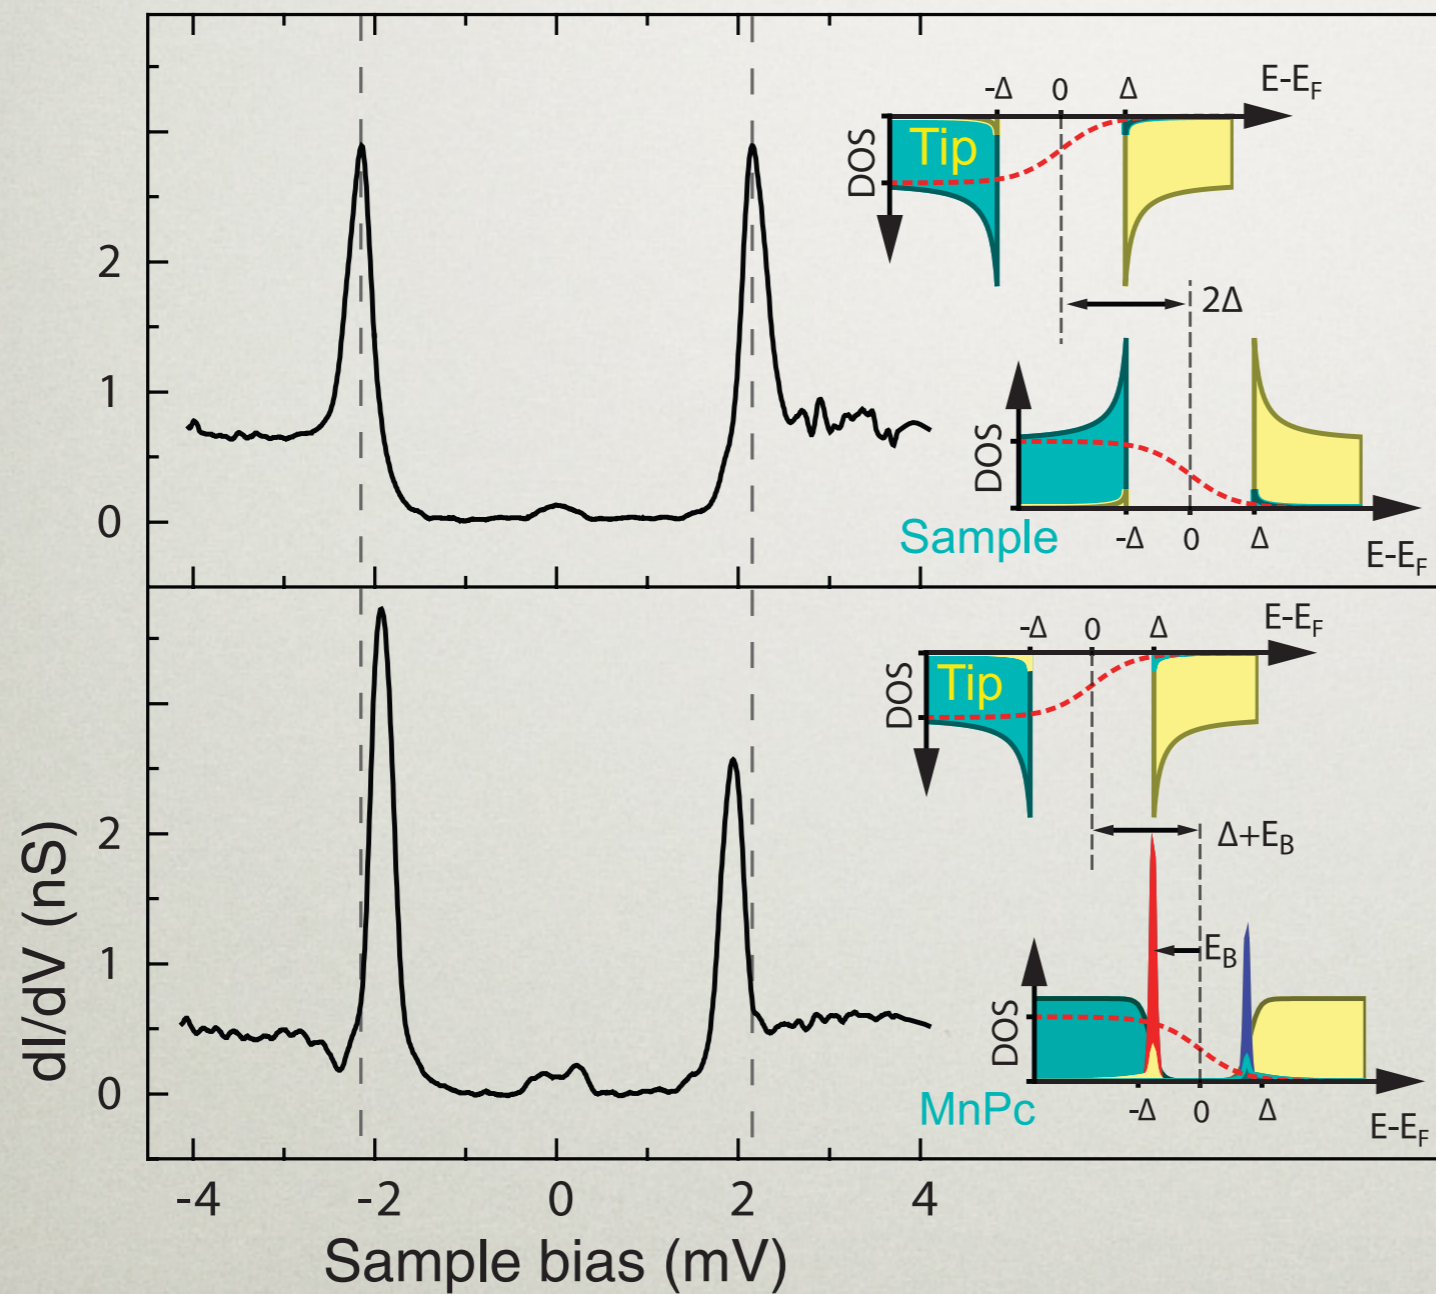 -Δ 0 Δ E-E_F
DOS
Tip
2Δ
DOS
Sample
-Δ 0 Δ
E-E_F
2
1
0
-Δ 0 Δ E-E_F
DOS
Tip
Δ+E_B
E_B
DOS
MnPc
-Δ 0 Δ
E-E_F
2
1
0
dI/dV (nS)
-4 -2 0 2 4
Sample bias (mV)